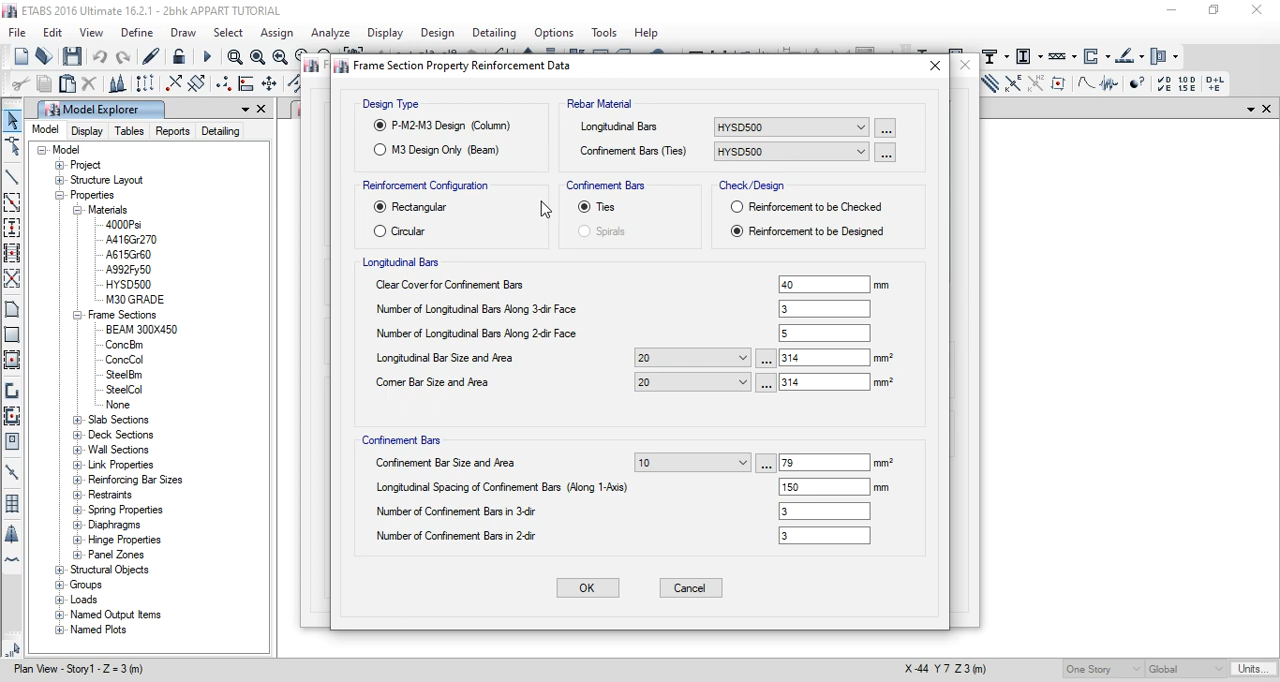 ETABS 2016 Ultimate 16.2.1 - 2bhk APPART TUTORIAL
File Edit View Define Draw Select Assign Analyze Display Design Detailing Options Tools Help
Frame Section Property Reinforcement Data
Model Explorer
Model Display Tables Reports Detailing
Model
Project
Structure Layout
Properties
Materials
4000Psi
A416Gr270
A615Gr60
A992Fy50
HYSD500
M30 GRADE
Frame Sections
BEAM 300X450
ConcBm
ConcCol
SteelBm
SteelCol
None
Slab Sections
Deck Sections
Wall Sections
Link Properties
Reinforcing Bar Sizes
Restraints
Spring Properties
Diaphragms
Hinge Properties
Panel Zones
Structural Objects
Groups
Loads
Named Output Items
Named Plots
Design Type
P-M2-M3 Design (Column)
M3 Design Only (Beam)
Rebar Material
Longitudinal Bars HYSD500 ...
Confinement Bars (Ties) HYSD500 ...
Reinforcement Configuration
Rectangular
Circular
Confinement Bars
Ties
Spirals
Check/Design
Reinforcement to be Checked
Reinforcement to be Designed
Longitudinal Bars
Clear Cover for Confinement Bars 40 mm
Number of Longitudinal Bars Along 3-dir Face 3
Number of Longitudinal Bars Along 2-dir Face 5
Longitudinal Bar Size and Area 20 ... 314 mm²
Corner Bar Size and Area 20 ... 314 mm²
Confinement Bars
Confinement Bar Size and Area 10 ... 79 mm²
Longitudinal Spacing of Confinement Bars (Along 1-Axis) 150 mm
Number of Confinement Bars in 3-dir 3
Number of Confinement Bars in 2-dir 3
OK Cancel
Plan View - Story1 - Z = 3 (m) X -44 Y 7 Z 3 (m) One Story Global Units...